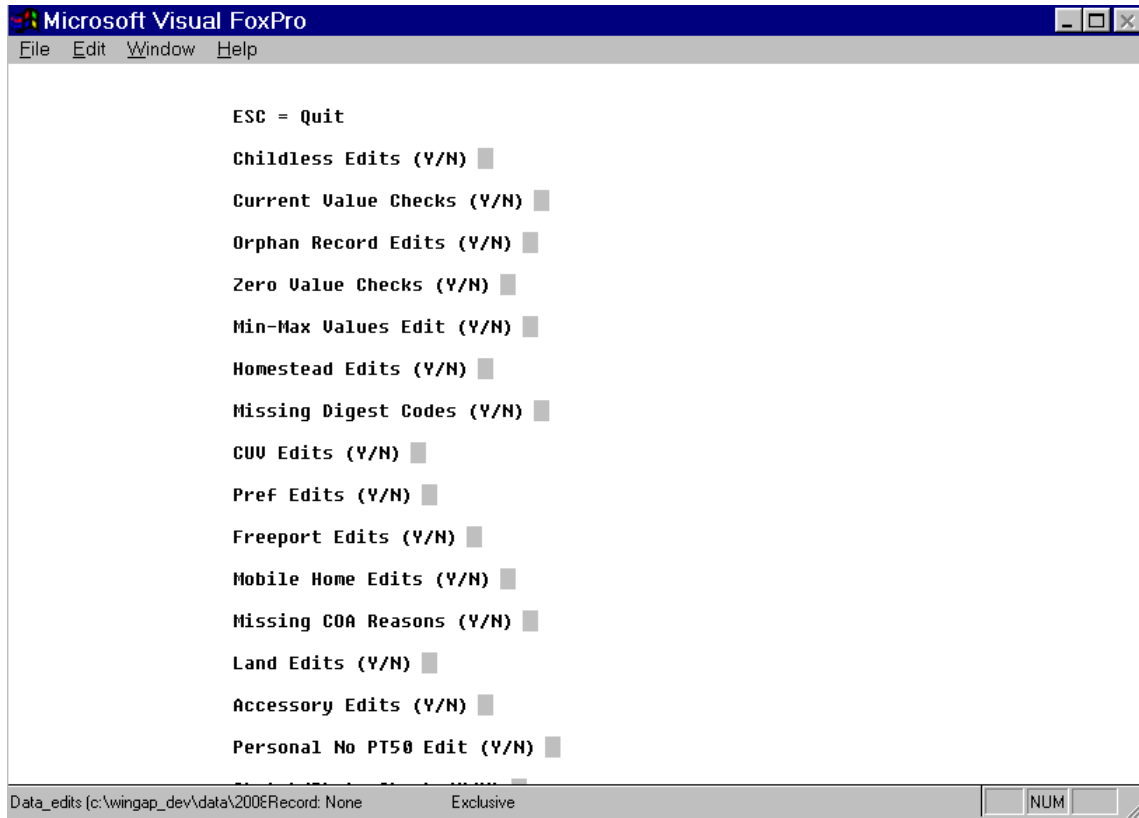 Microsoft Visual FoxPro
File Edit Window Help
ESC = Quit
Childless Edits (Y/N)
Current Value Checks (Y/N)
Orphan Record Edits (Y/N)
Zero Value Checks (Y/N)
Min-Max Values Edit (Y/N)
Homestead Edits (Y/N)
Missing Digest Codes (Y/N)
CUV Edits (Y/N)
Pref Edits (Y/N)
Freeport Edits (Y/N)
Mobile Home Edits (Y/N)
Missing COA Reasons (Y/N)
Land Edits (Y/N)
Accessory Edits (Y/N)
Personal No PT50 Edit (Y/N)
Data_edits (c:\wingap_dev\data\2008Record: None Exclusive NUM